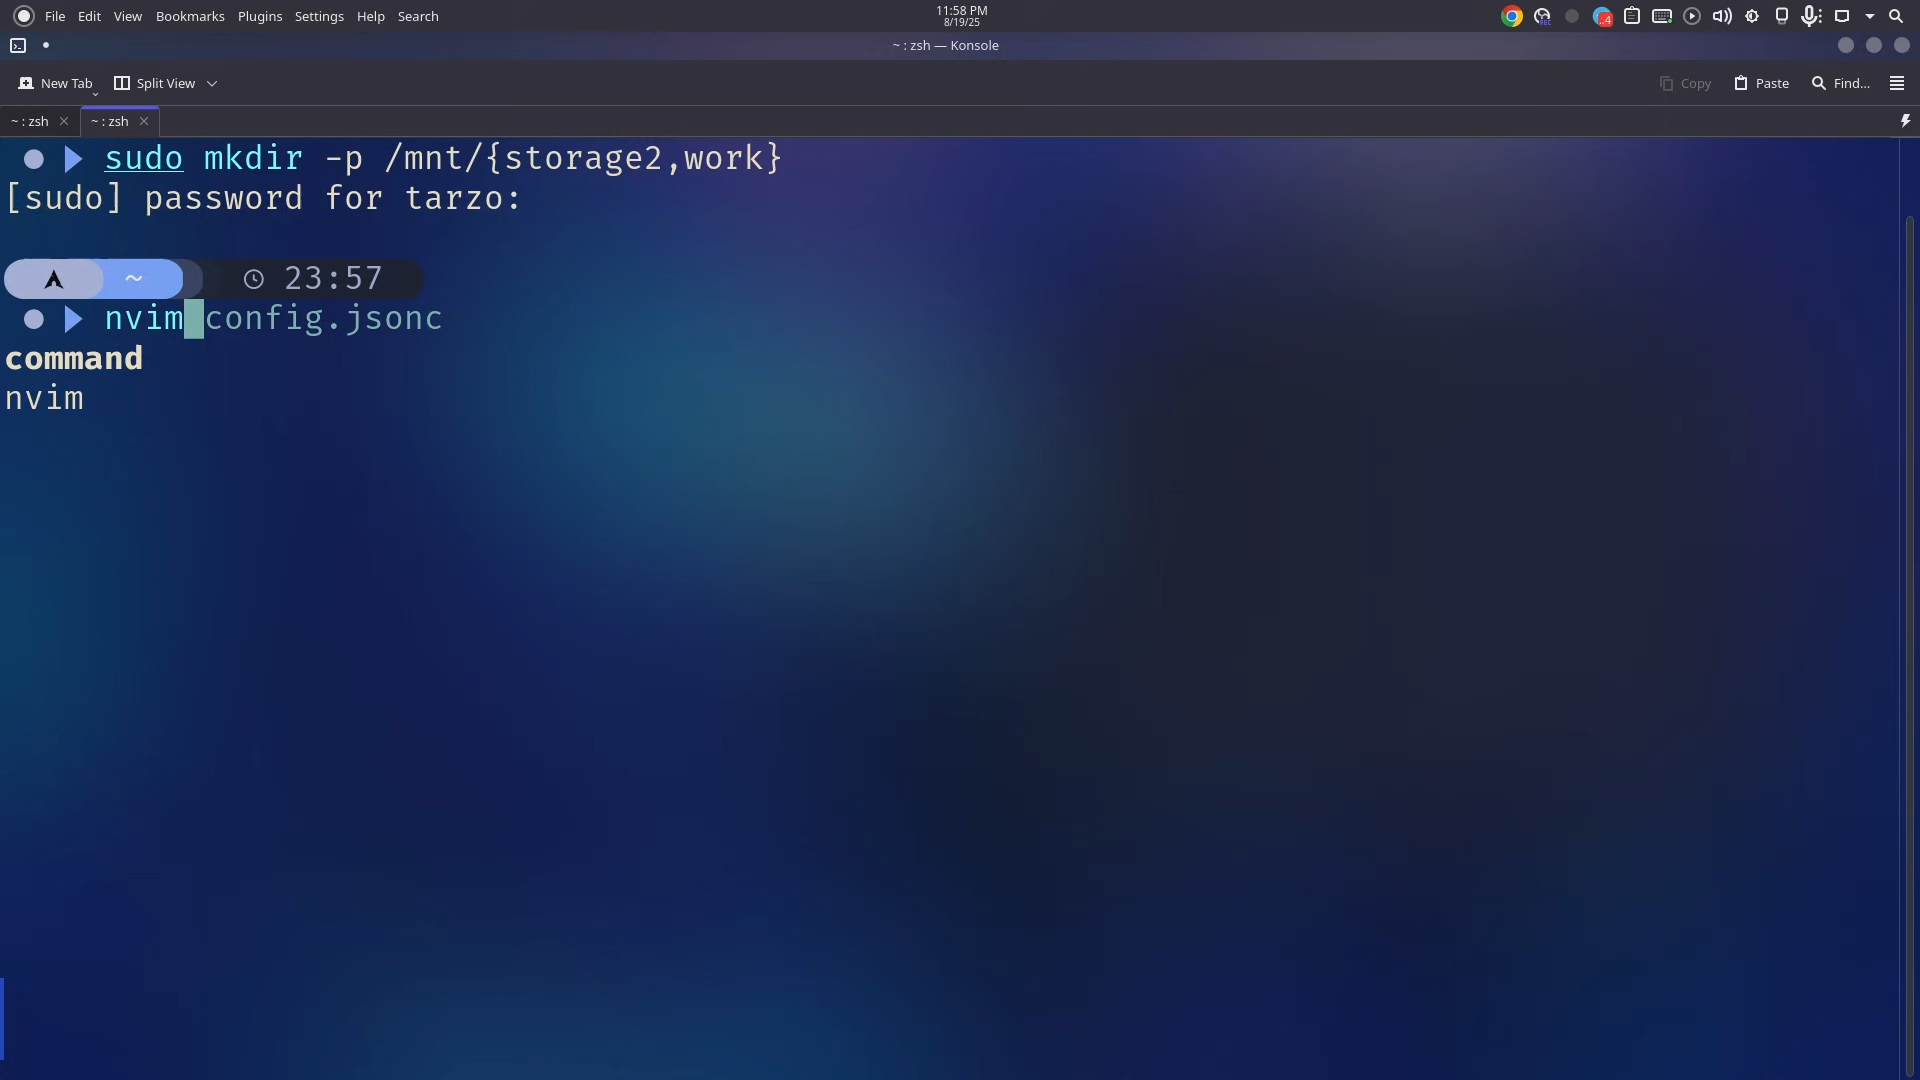 File Edit View Bookmarks Plugins Settings Help Search
11:58 PM
8/19/25
~ : zsh — Konsole
New Tab Split View Copy Paste Find...
~ : zsh ~ : zsh
sudo mkdir -p /mnt/{storage2,work}
[sudo] password for tarzo:
~ 23:57
nvim config.jsonc
command
nvim